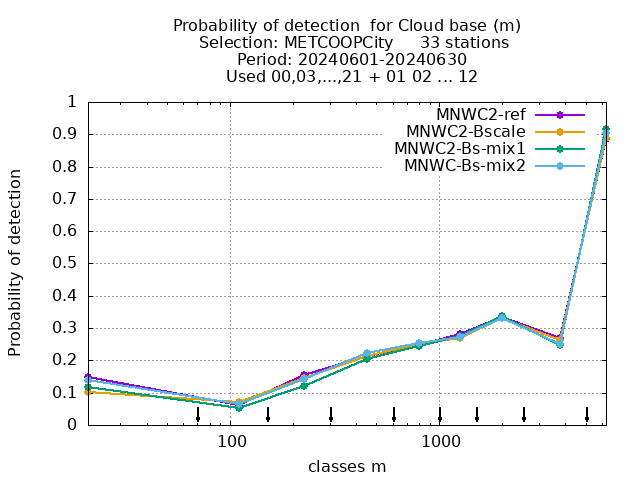 Probability of detection  for Cloud base (m)
Selection: METCOOPCity     33 stations
Period: 20240601-20240630
Used 00,03,...,21 + 01 02 ... 12
MNWC2-ref
MNWC2-Bscale
MNWC2-Bs-mix1
MNWC-Bs-mix2
Probability of detection
1
0.9
0.8
0.7
0.6
0.5
0.4
0.3
0.2
0.1
0
100
1000
classes m